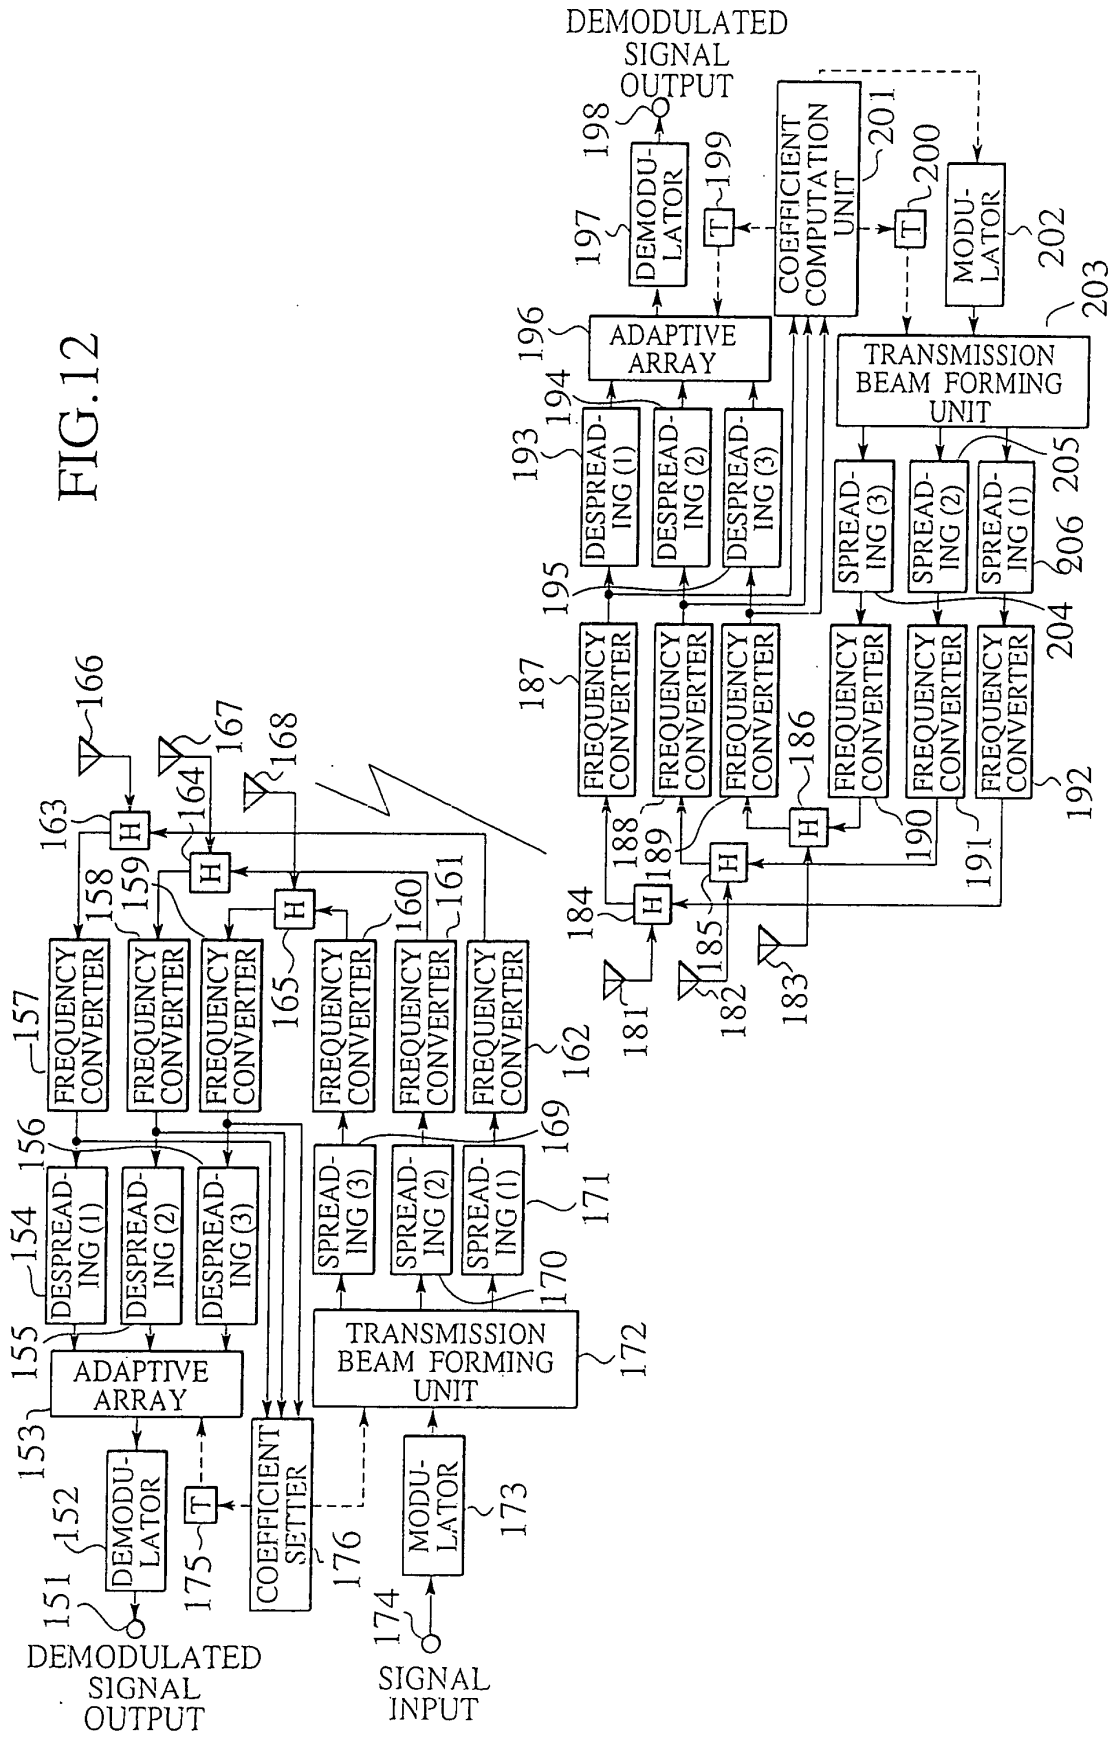 FIG.12
DEMODULATED
SIGNAL
OUTPUT
151
152
DEMODU-
LATOR
153
ADAPTIVE
ARRAY
154
DESPREAD-
ING (1)
155
DESPREAD-
ING (2)
156
DESPREAD-
ING (3)
157
FREQUENCY
CONVERTER
158
FREQUENCY
CONVERTER
159
FREQUENCY
CONVERTER
163
H
164
H
165
H
166
167
168
175
T
COEFFICIENT
SETTER
176
SIGNAL
INPUT
174
MODU-
LATOR
173
TRANSMISSION
BEAM FORMING
UNIT
172
SPREAD-
ING (3)
169
SPREAD-
ING (2)
170
SPREAD-
ING (1)
171
FREQUENCY
CONVERTER
160
FREQUENCY
CONVERTER
161
FREQUENCY
CONVERTER
162
181
182
183
184
H
185
H
186
H
187
FREQUENCY
CONVERTER
188
FREQUENCY
CONVERTER
189
FREQUENCY
CONVERTER
193
DESPREAD-
ING (1)
194
DESPREAD-
ING (2)
195
DESPREAD-
ING (3)
196
ADAPTIVE
ARRAY
197
DEMODU-
LATOR
198
DEMODULATED
SIGNAL
OUTPUT
T
199
COEFFICIENT
COMPUTATION
UNIT
201
T
200
MODU-
LATOR
202
TRANSMISSION
BEAM FORMING
UNIT
203
SPREAD-
ING (3)
204
SPREAD-
ING (2)
205
SPREAD-
ING (1)
206
FREQUENCY
CONVERTER
190
FREQUENCY
CONVERTER
191
FREQUENCY
CONVERTER
192